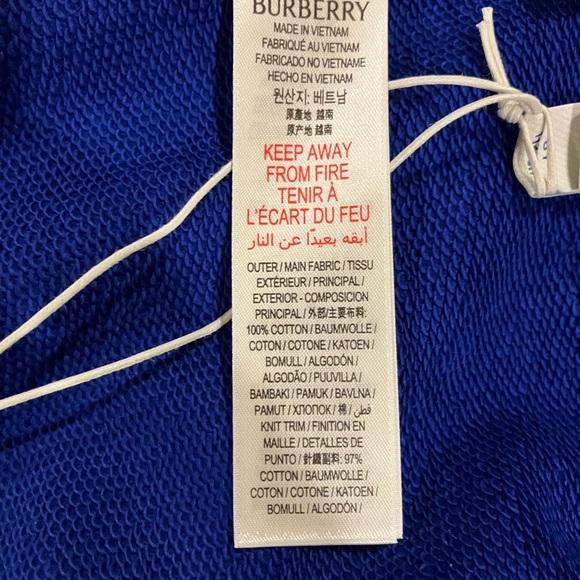 BURBERRY
MADE IN VIETNAM
FABRIQUÉ AU VIETNAM
FABRICADO NO VIETNAME
HECHO EN VIETNAM
원산지: 베트남
原產地 越南
原产地 越南
KEEP AWAY
FROM FIRE
TENIR À
L'ÉCART DU FEU
أبقه بعيدًا عن النار
OUTER / MAIN FABRIC / TISSU
EXTÉRIEUR / PRINCIPAL /
EXTERIOR - COMPOSICION
PRINCIPAL / 外部/主要布料:
100% COTTON / BAUMWOLLE /
COTON / COTONE / KATOEN /
BOMULL / ALGODÓN /
ALGODÃO / PUUVILLA /
BAMBAKI / PAMUK / BAVLNA /
PAMUT / ХЛОПОК / 棉 / قطن /
KNIT TRIM / FINITION EN
MAILLE / DETALLES DE
PUNTO / 針織副料: 97%
COTTON / BAUMWOLLE /
COTON / COTONE / KATOEN /
BOMULL / ALGODÓN /